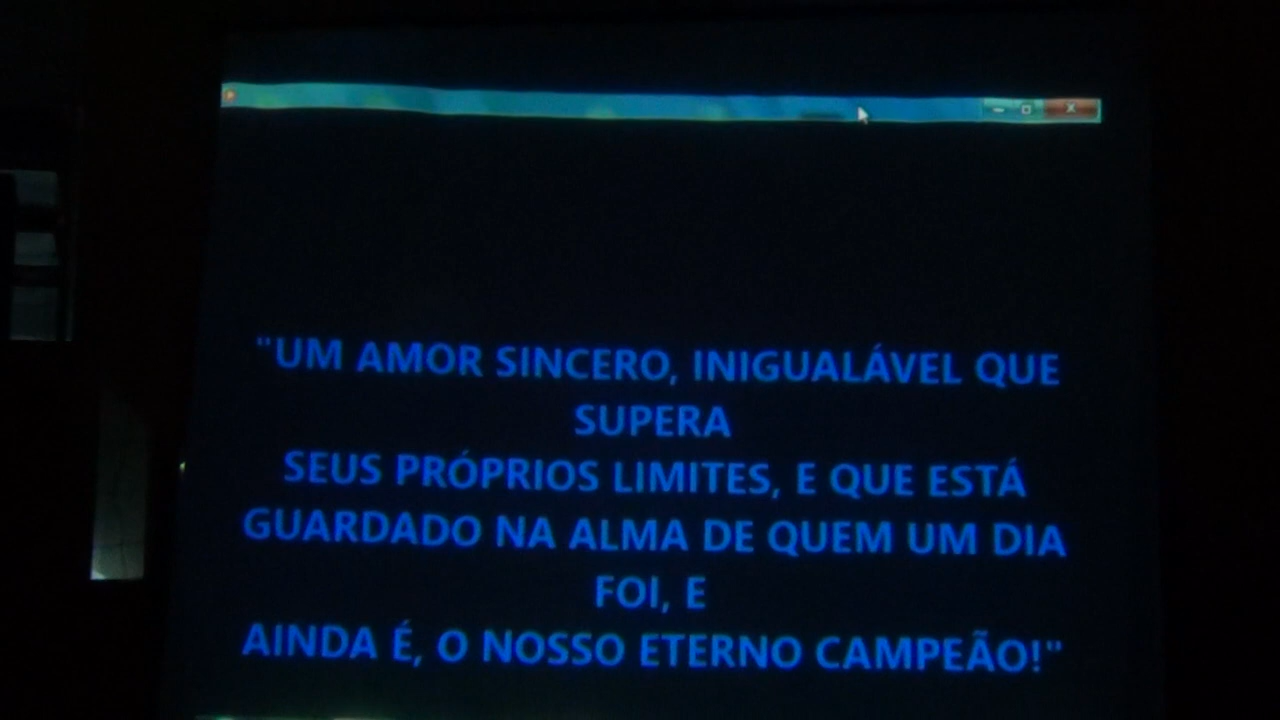 "UM AMOR SINCERO, INIGUALÁVEL QUE
SUPERA
SEUS PRÓPRIOS LIMITES, E QUE ESTÁ
GUARDADO NA ALMA DE QUEM UM DIA
FOI, E
AINDA É, O NOSSO ETERNO CAMPEÃO!"